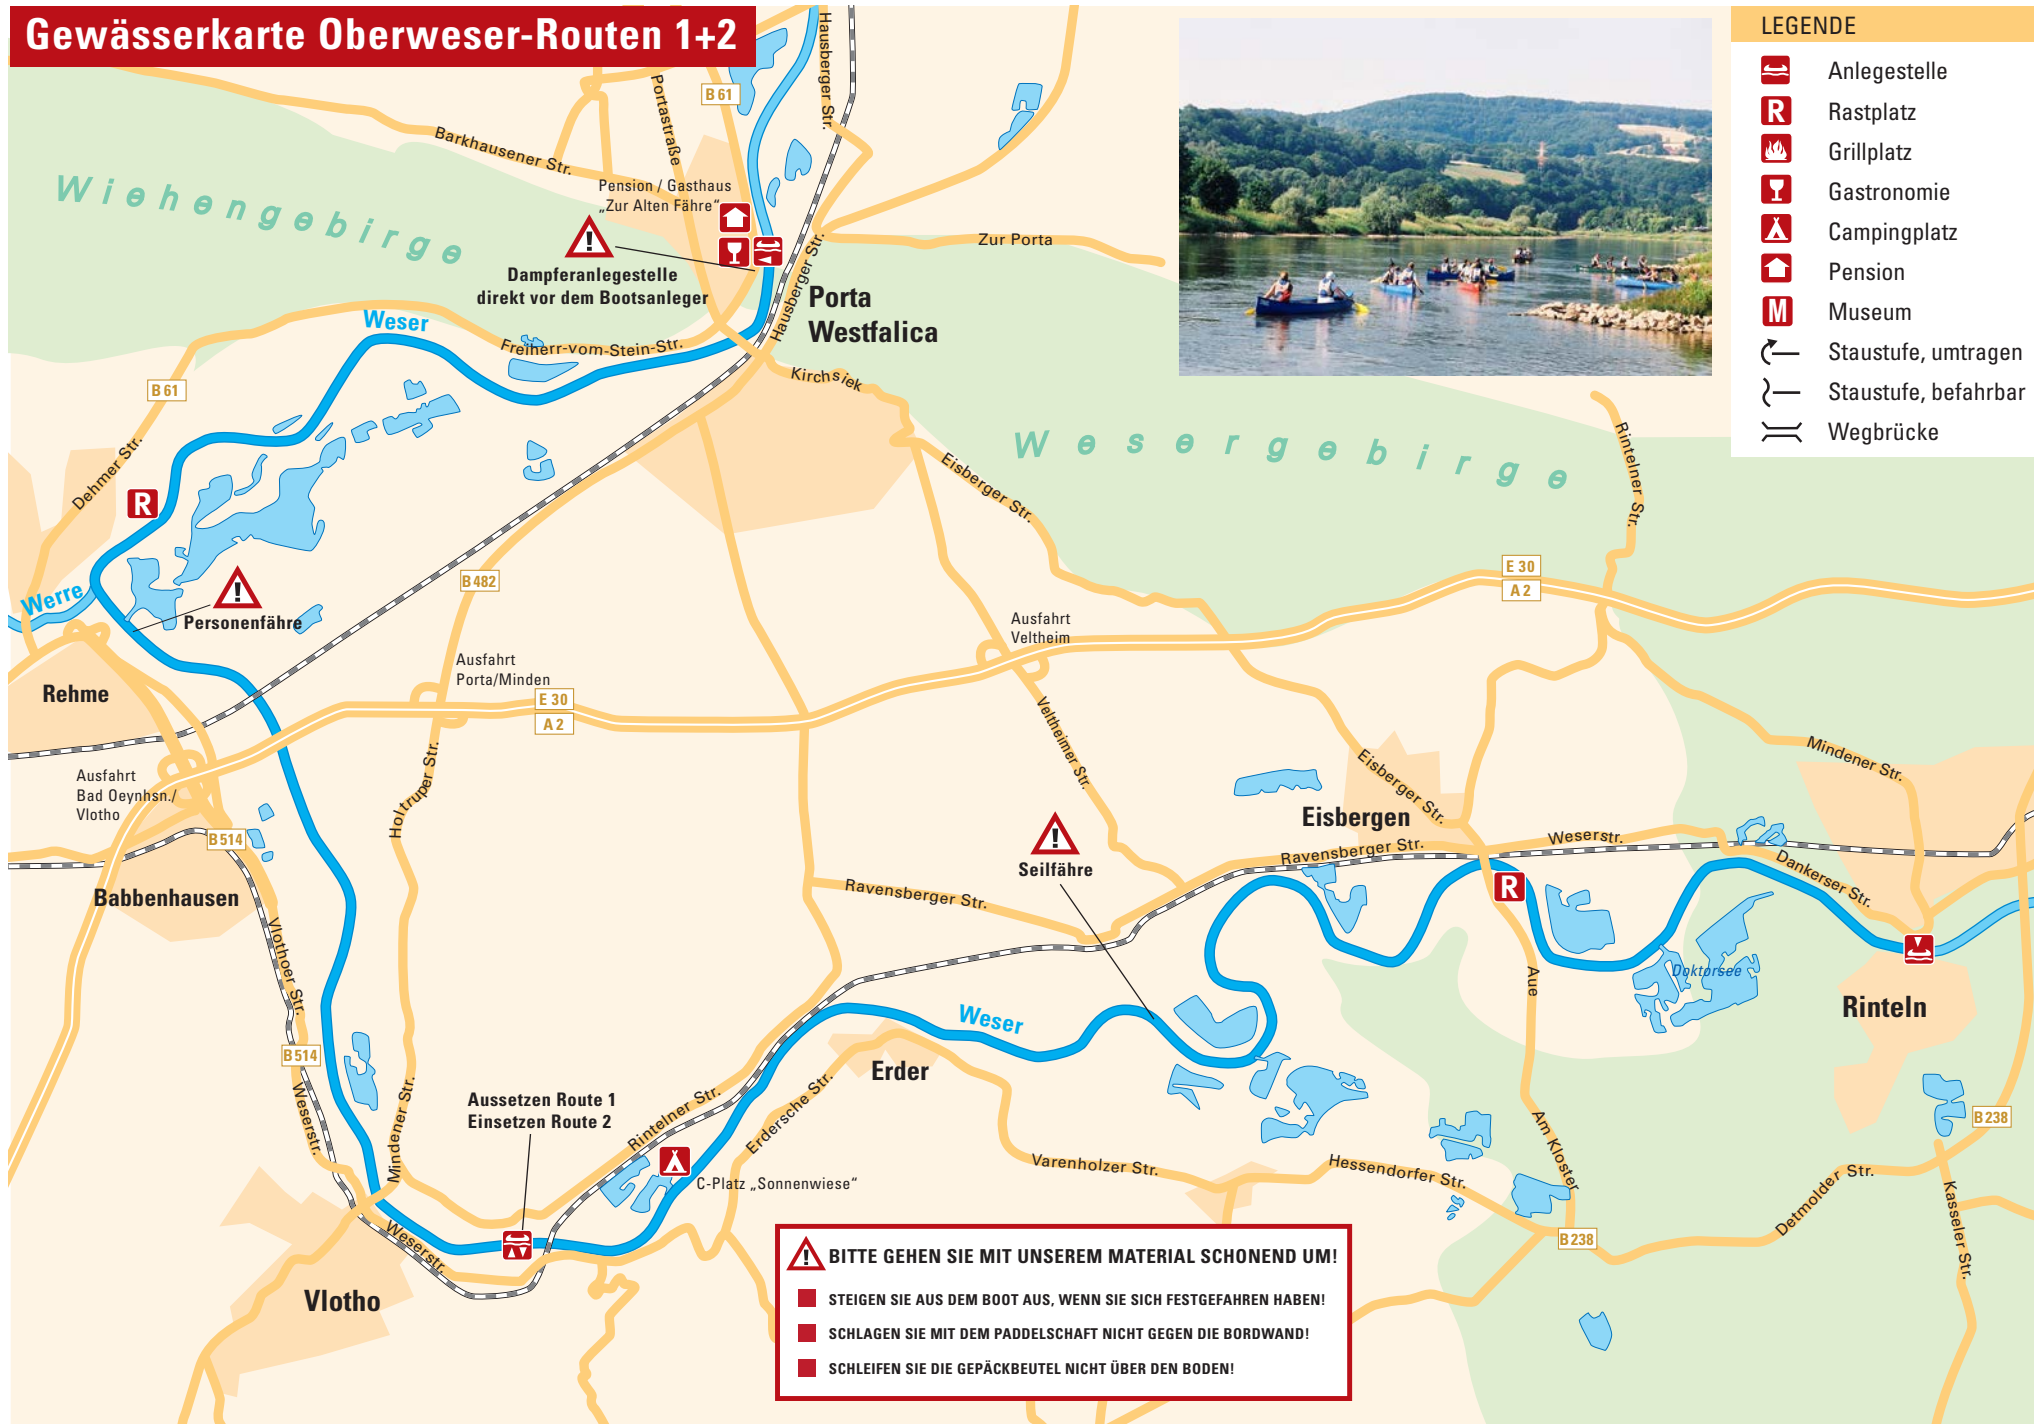 Gewässerkarte Oberweser-Routen 1+2
LEGENDE
Anlegestelle
R
Rastplatz
Grillplatz
Gastronomie
Campingplatz
Pension
M
Museum
Staustufe, umtragen
Staustufe, befahrbar
Wegbrücke
Hausberger Str.
Portastraße
B 61
Barkhausener Str.
Wiehengebirge
Pension / Gasthaus
„Zur Alten Fähre“
!
Dampferanlegestelle
direkt vor dem Bootsanleger
Hausberger Str.
Zur Porta
Porta
Westfalica
Weser
Freiherr-vom-Stein-Str.
Kirchsiek
B 61
Dehmer Str.
Wesergebirge
Rintelner Str.
Eisberger Str.
R
B 482
E 30
A 2
Werre
!
Personenfähre
Ausfahrt
Veltheim
Ausfahrt
Porta/Minden
Rehme
E 30
A 2
Veltheimer Str.
Mindener Str.
Holtruper Str.
Eisberger Str.
Ausfahrt
Bad Oeynhsn./
Vlotho
Eisbergen
B 514
!
Seilfähre
Ravensberger Str.
Weserstr.
Dankerser Str.
Babbenhausen
Ravensberger Str.
R
Vlothoer Str.
Aue
Doktorsee
Rinteln
Weser
B 514
Erder
Weserstr.
Mindener Str.
Aussetzen Route 1
Einsetzen Route 2
Rintelner Str.
Erdersche Str.
B 238
Am Kloster
Varenholzer Str.
Hessendorfer Str.
C-Platz „Sonnenwiese“
Detmolder Str.
Kasseler Str.
Weserstr.
B 238
Vlotho
! BITTE GEHEN SIE MIT UNSEREM MATERIAL SCHONEND UM!
STEIGEN SIE AUS DEM BOOT AUS, WENN SIE SICH FESTGEFAHREN HABEN!
SCHLAGEN SIE MIT DEM PADDELSCHAFT NICHT GEGEN DIE BORDWAND!
SCHLEIFEN SIE DIE GEPÄCKBEUTEL NICHT ÜBER DEN BODEN!